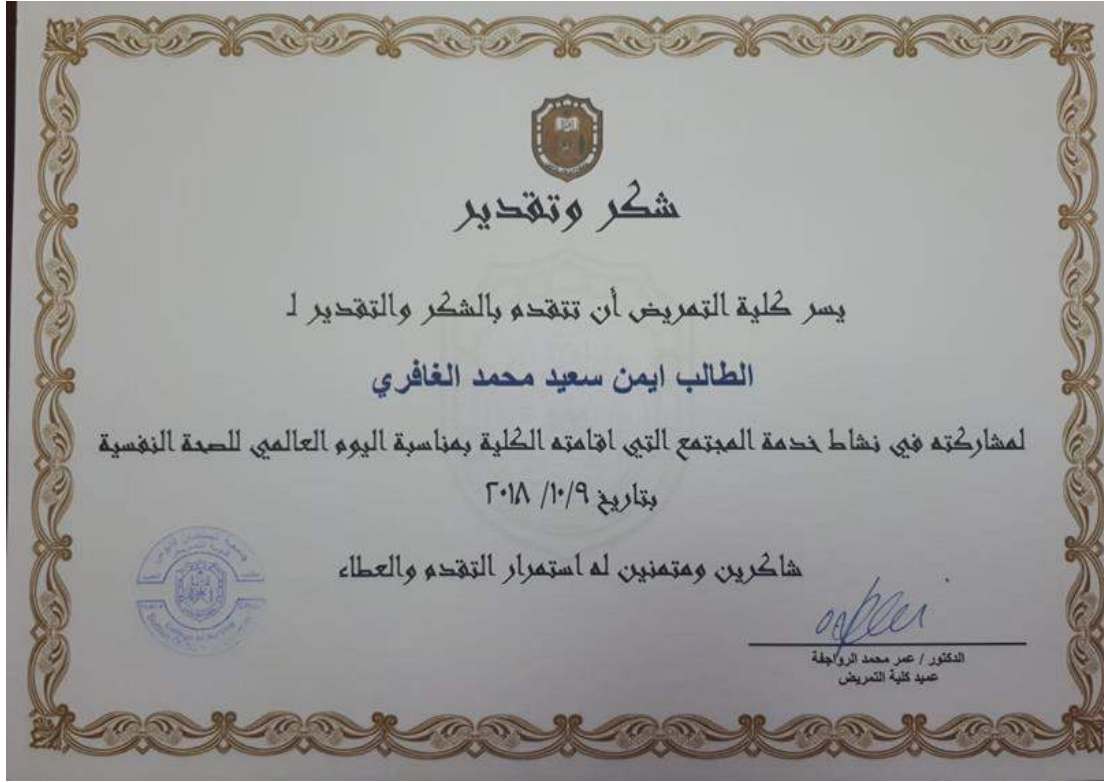 شكر وتقدير
يسر كلية التمريض أن تتقدم بالشكر والتقدير لـ
الطالب ايمن سعيد محمد الغافري
لمشاركته في نشاط خدمة المجتمع التي اقامته الكلية بمناسبة اليوم العالمي للصحة النفسية
بتاريخ ٢٠١٨ /١٠/٩
شاكرين ومتمنين له استمرار التقدم والعطاء
الدكتور / عمر محمد الرواجفة
عميد كلية التمريض